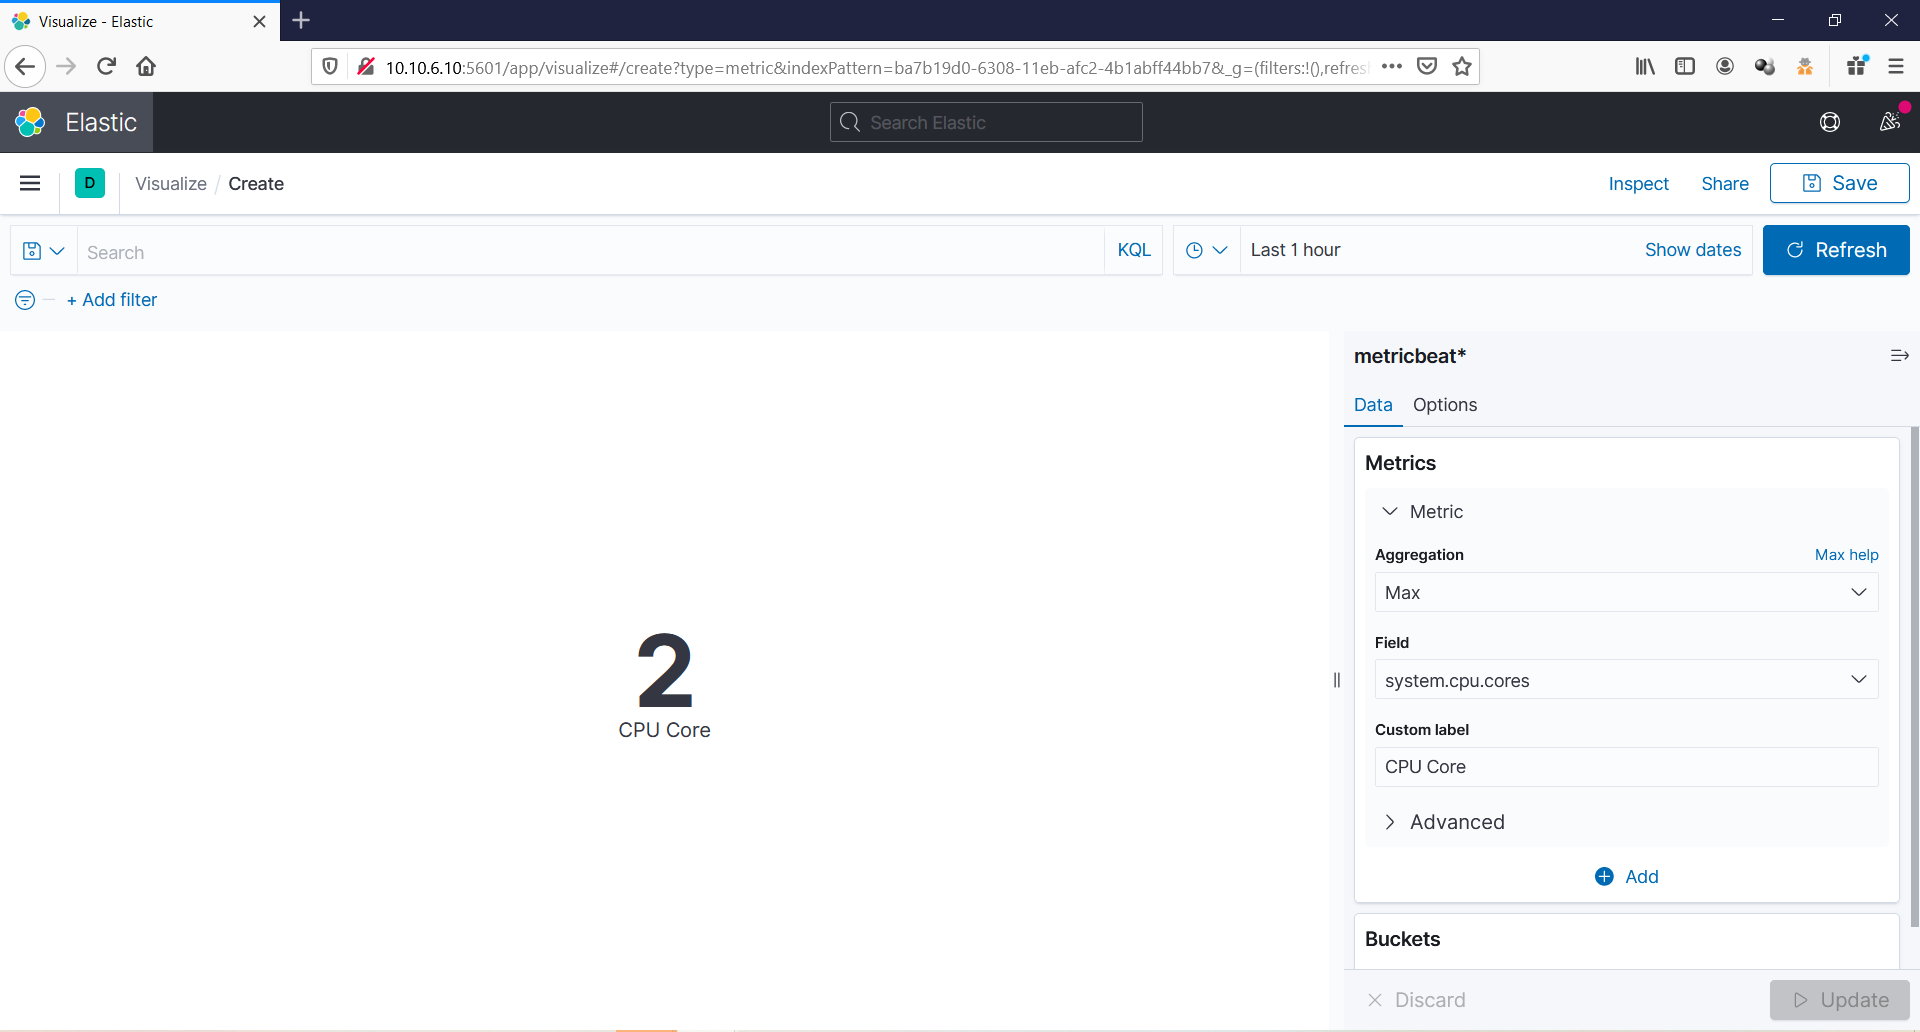 Visualize - Elastic
10.10.6.10:5601/app/visualize#/create?type=metric&indexPattern=ba7b19d0-6308-11eb-afc2-4b1abff44bb7&_g=(filters:!(),refres
Elastic
Search Elastic
D
Visualize / Create
Inspect
Share
Save
Search
KQL
Last 1 hour
Show dates
Refresh
+ Add filter
metricbeat*
Data
Options
Metrics
Metric
Aggregation
Max help
Max
Field
system.cpu.cores
Custom label
CPU Core
Advanced
Add
Buckets
Discard
Update
2
CPU Core